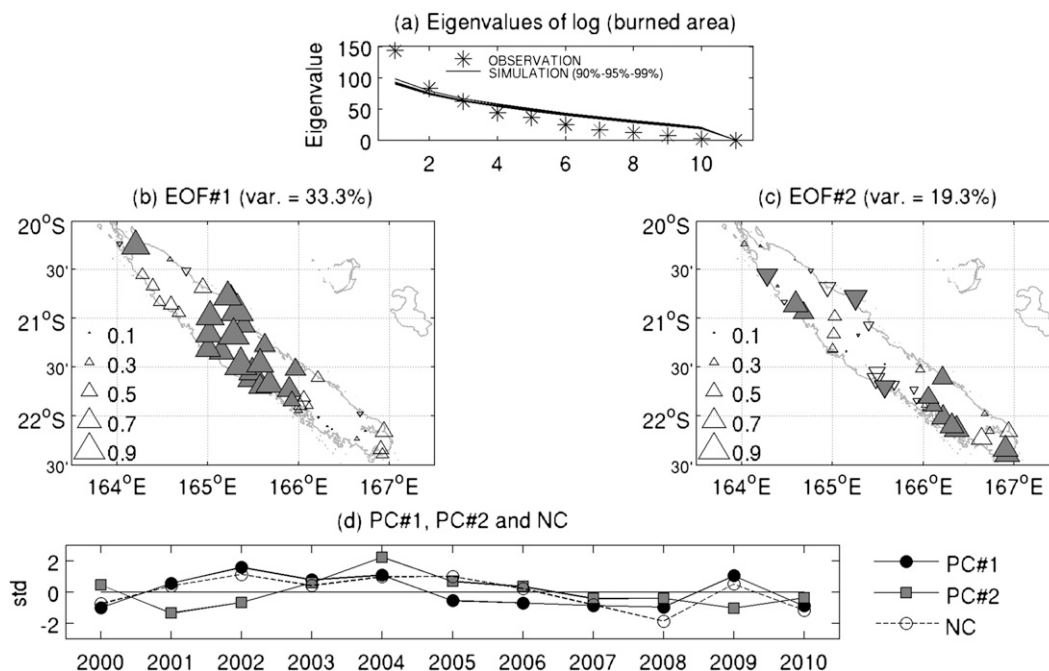 (a) Eigenvalues of log (burned area)
150
100
50
0
Eigenvalue
OBSERVATION
SIMULATION (90%-95%-99%)
2 4 6 8 10
(b) EOF#1 (var. = 33.3%)
20°S
30'
21°S
30'
22°S
30'
0.1
0.3
0.5
0.7
0.9
164°E 165°E 166°E 167°E
(c) EOF#2 (var. = 19.3%)
20°S
30'
21°S
30'
22°S
30'
0.1
0.3
0.5
0.7
0.9
164°E 165°E 166°E 167°E
(d) PC#1, PC#2 and NC
std
2
0
-2
2000 2001 2002 2003 2004 2005 2006 2007 2008 2009 2010
PC#1
PC#2
NC